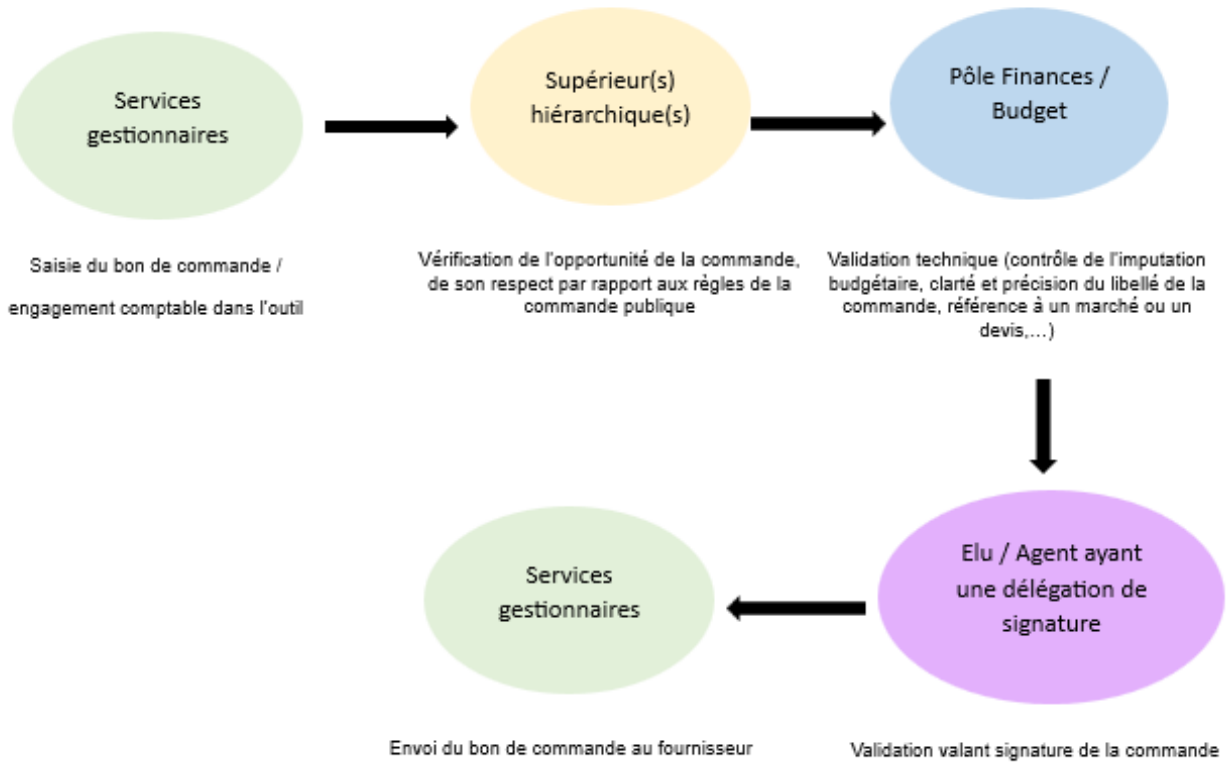 Services
gestionnaires
Supérieur(s)
hiérarchique(s)
Pôle Finances /
Budget
Saisie du bon de commande /
engagement comptable dans l'outil
Vérification de l'opportunité de la commande,
de son respect par rapport aux règles de la
commande publique
Validation technique (contrôle de l'imputation
budgétaire, clarté et précision du libellé de la
commande, référence à un marché ou un
devis,...)
Elu / Agent ayant
une délégation de
signature
Services
gestionnaires
Validation valant signature de la commande
Envoi du bon de commande au fournisseur